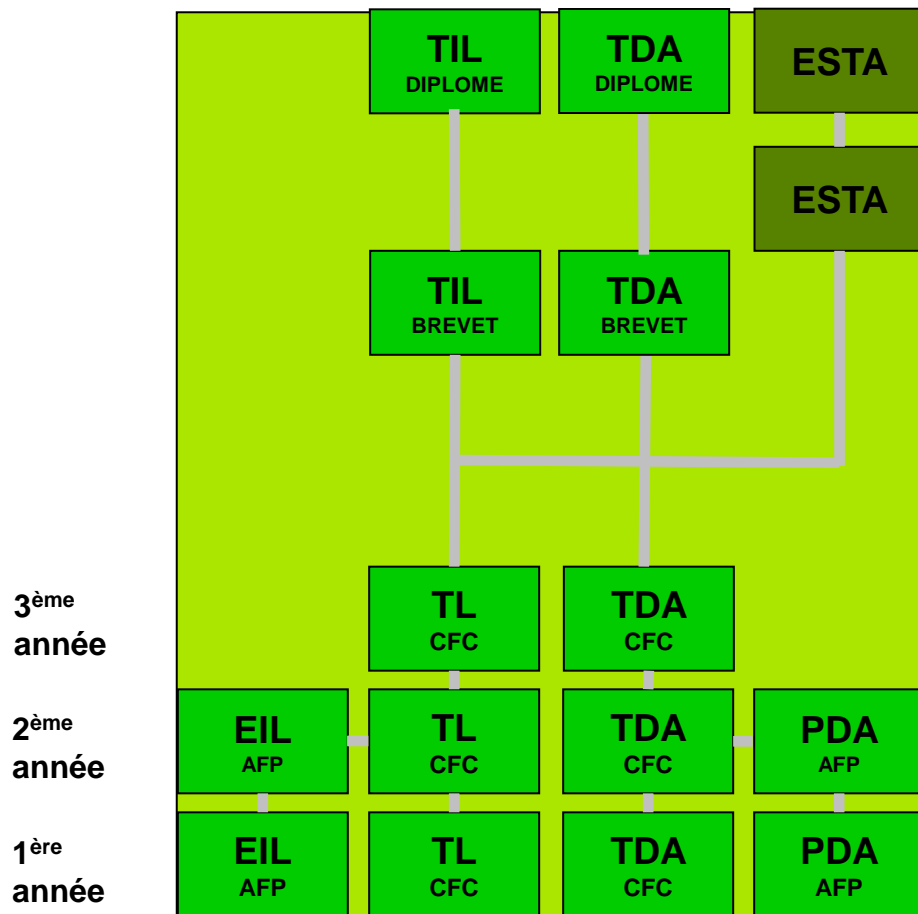 TIL
DIPLOME
TDA
DIPLOME
ESTA
ESTA
TIL
BREVET
TDA
BREVET
3ème
année
TL
CFC
TDA
CFC
2ème
année
EIL
AFP
TL
CFC
TDA
CFC
PDA
AFP
1ère
année
EIL
AFP
TL
CFC
TDA
CFC
PDA
AFP